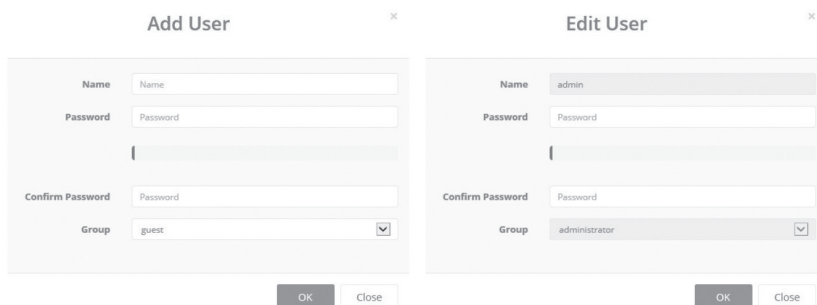 Add User
×
Name
Name
Password
Password
Confirm Password
Password
Group
guest
OK
Close
Edit User
×
Name
admin
Password
Password
Confirm Password
Password
Group
administrator
OK
Close